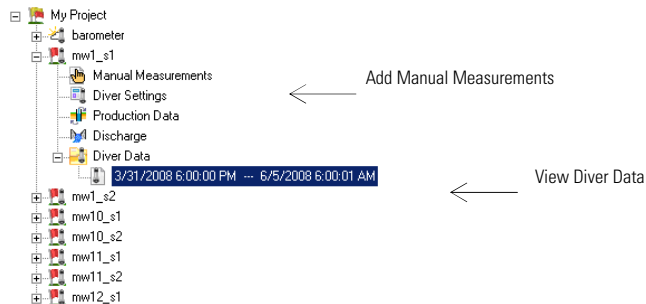 My Project
barometer
mw1_s1
Manual Measurements
Add Manual Measurements
Diver Settings
Production Data
Discharge
Diver Data
3/31/2008 6:00:00 PM --- 6/5/2008 6:00:01 AM
View Diver Data
mw1_s2
mw10_s1
mw10_s2
mw11_s1
mw11_s2
mw12_s1